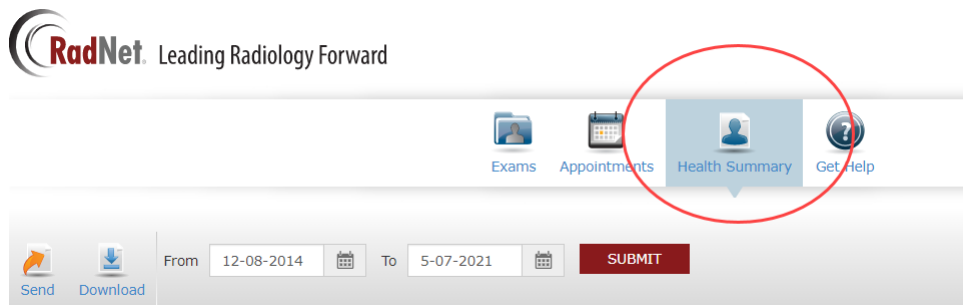 RadNet. Leading Radiology Forward
Exams Appointments Health Summary Get Help
From 12-08-2014 To 5-07-2021 SUBMIT
Send Download